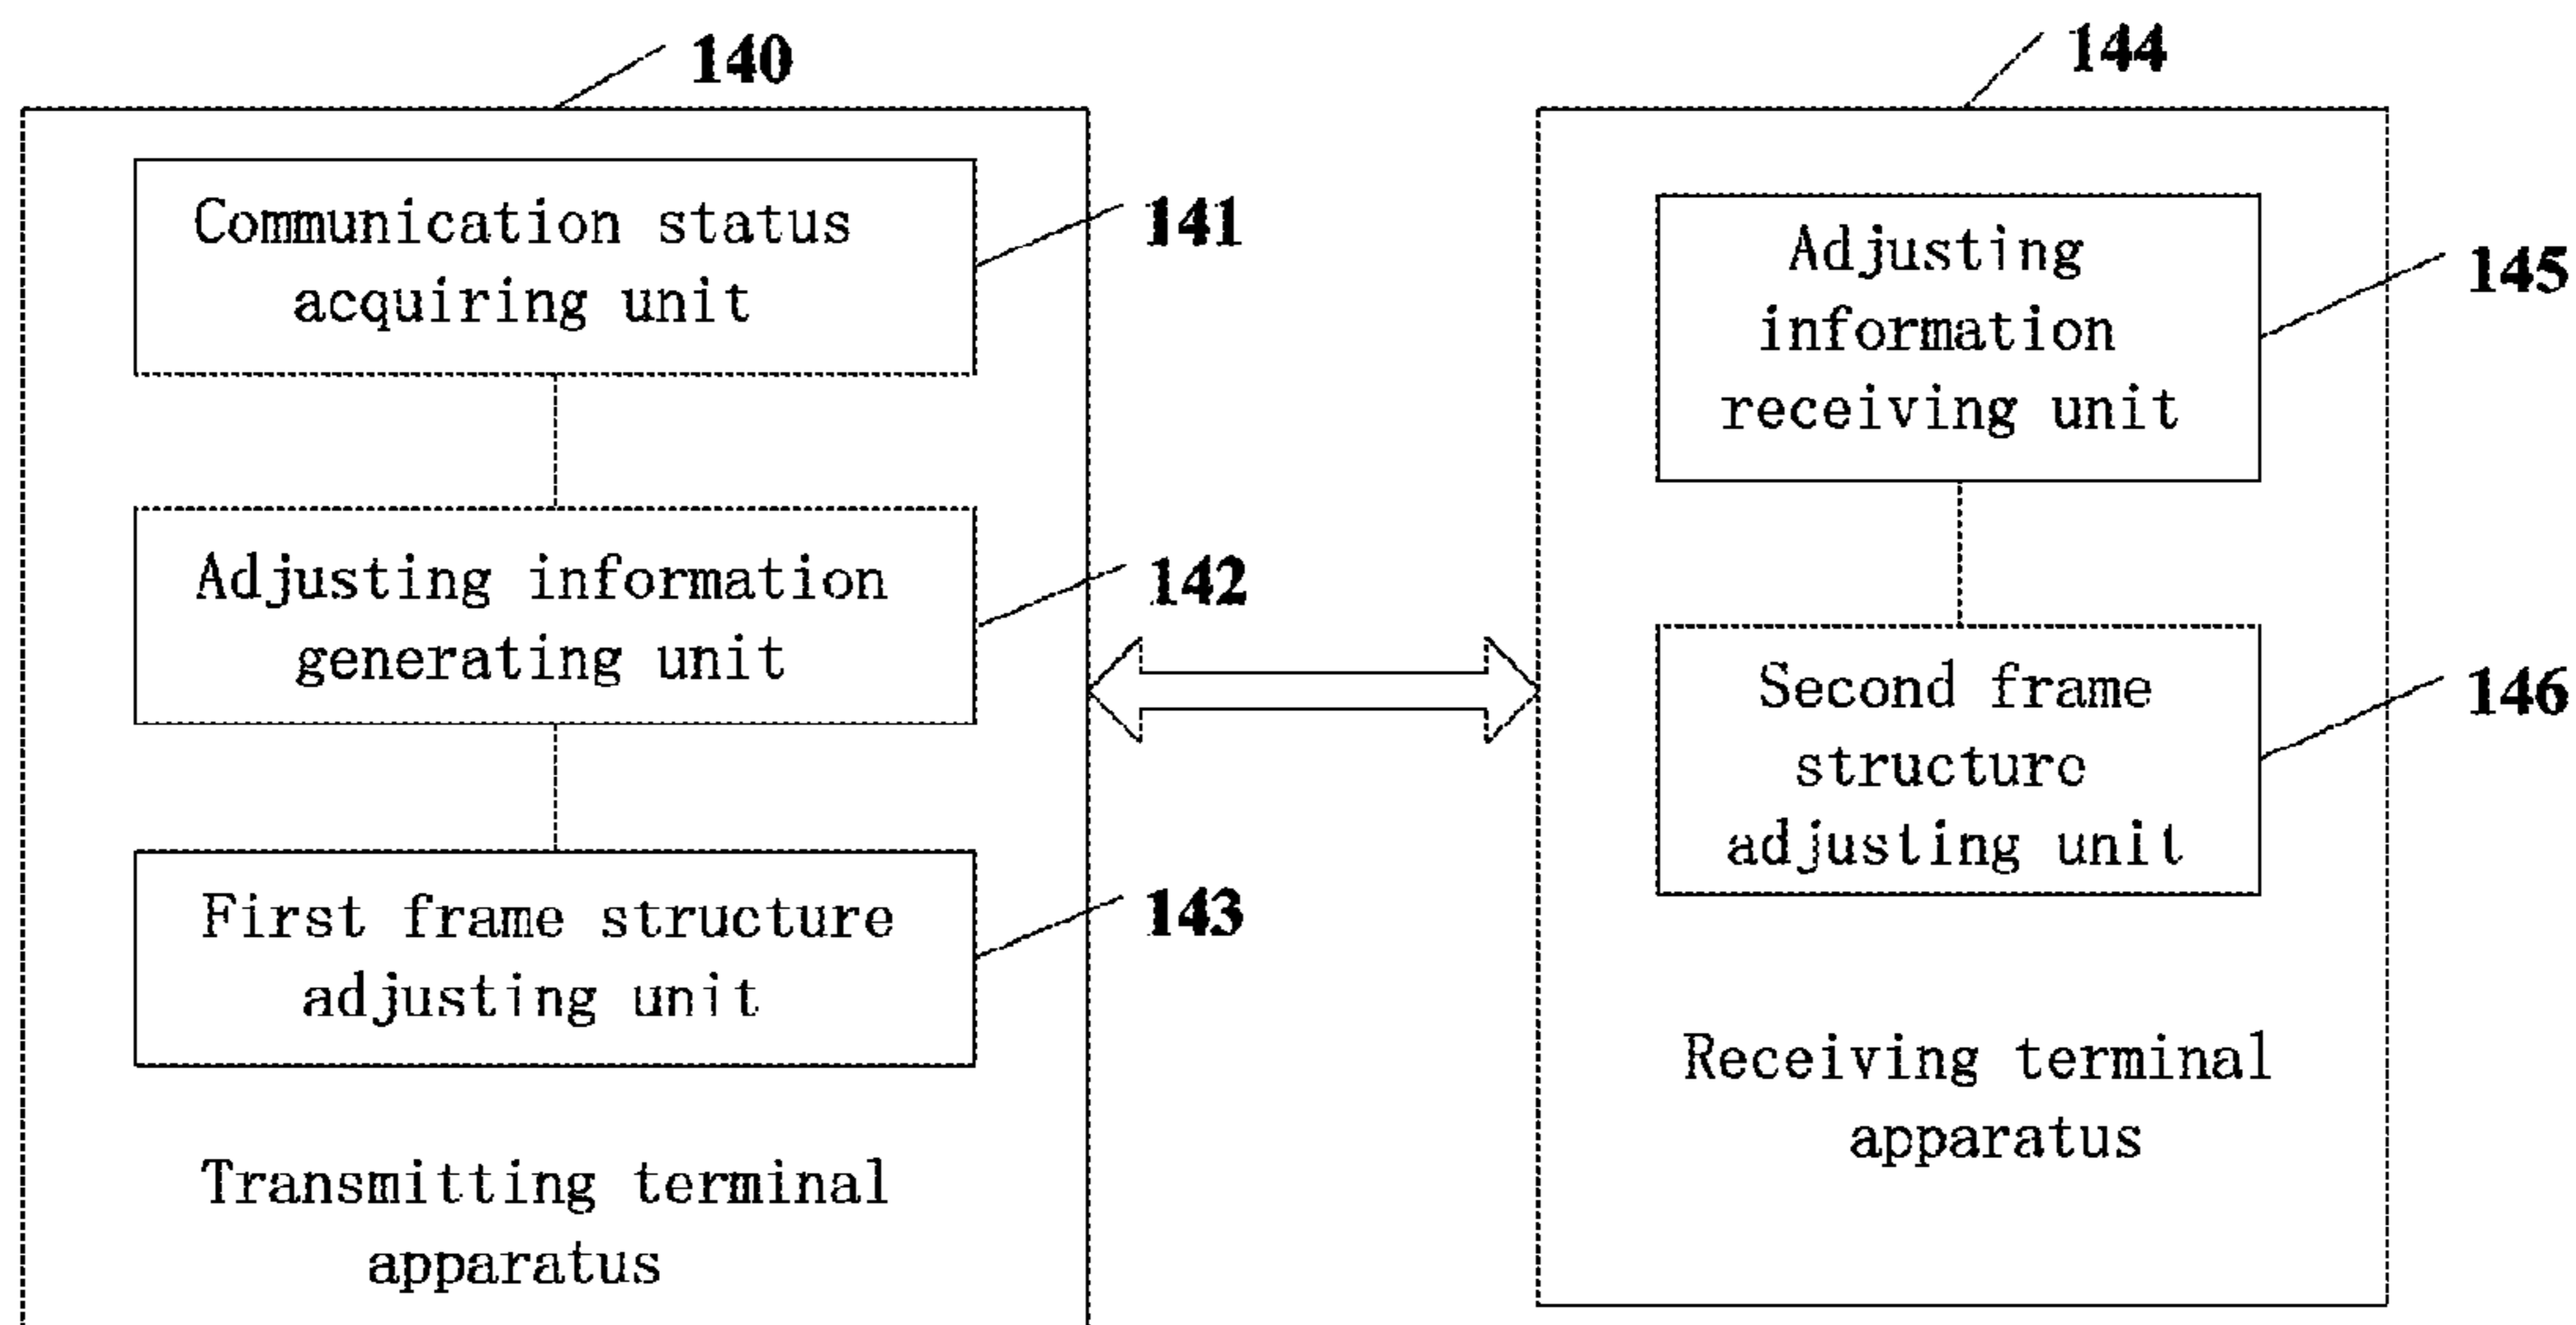 140
Communication status
acquiring unit
141
Adjusting information
generating unit
142
First frame structure
adjusting unit
143
Transmitting terminal
apparatus
144
Adjusting
information
receiving unit
145
Second frame
structure
adjusting unit
146
Receiving terminal
apparatus